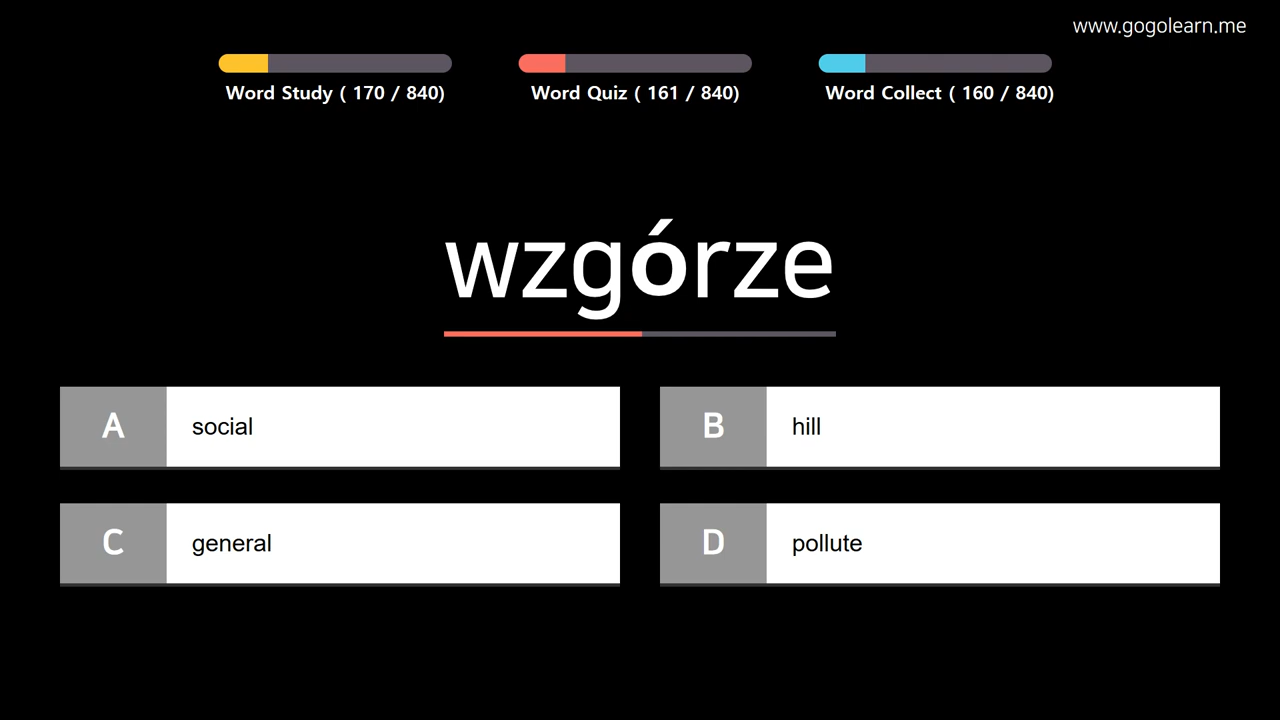 www.gogolearn.me
Word Study ( 170 / 840)
Word Quiz ( 161 / 840)
Word Collect ( 160 / 840)
wzgórze
A social
B hill
C general
D pollute